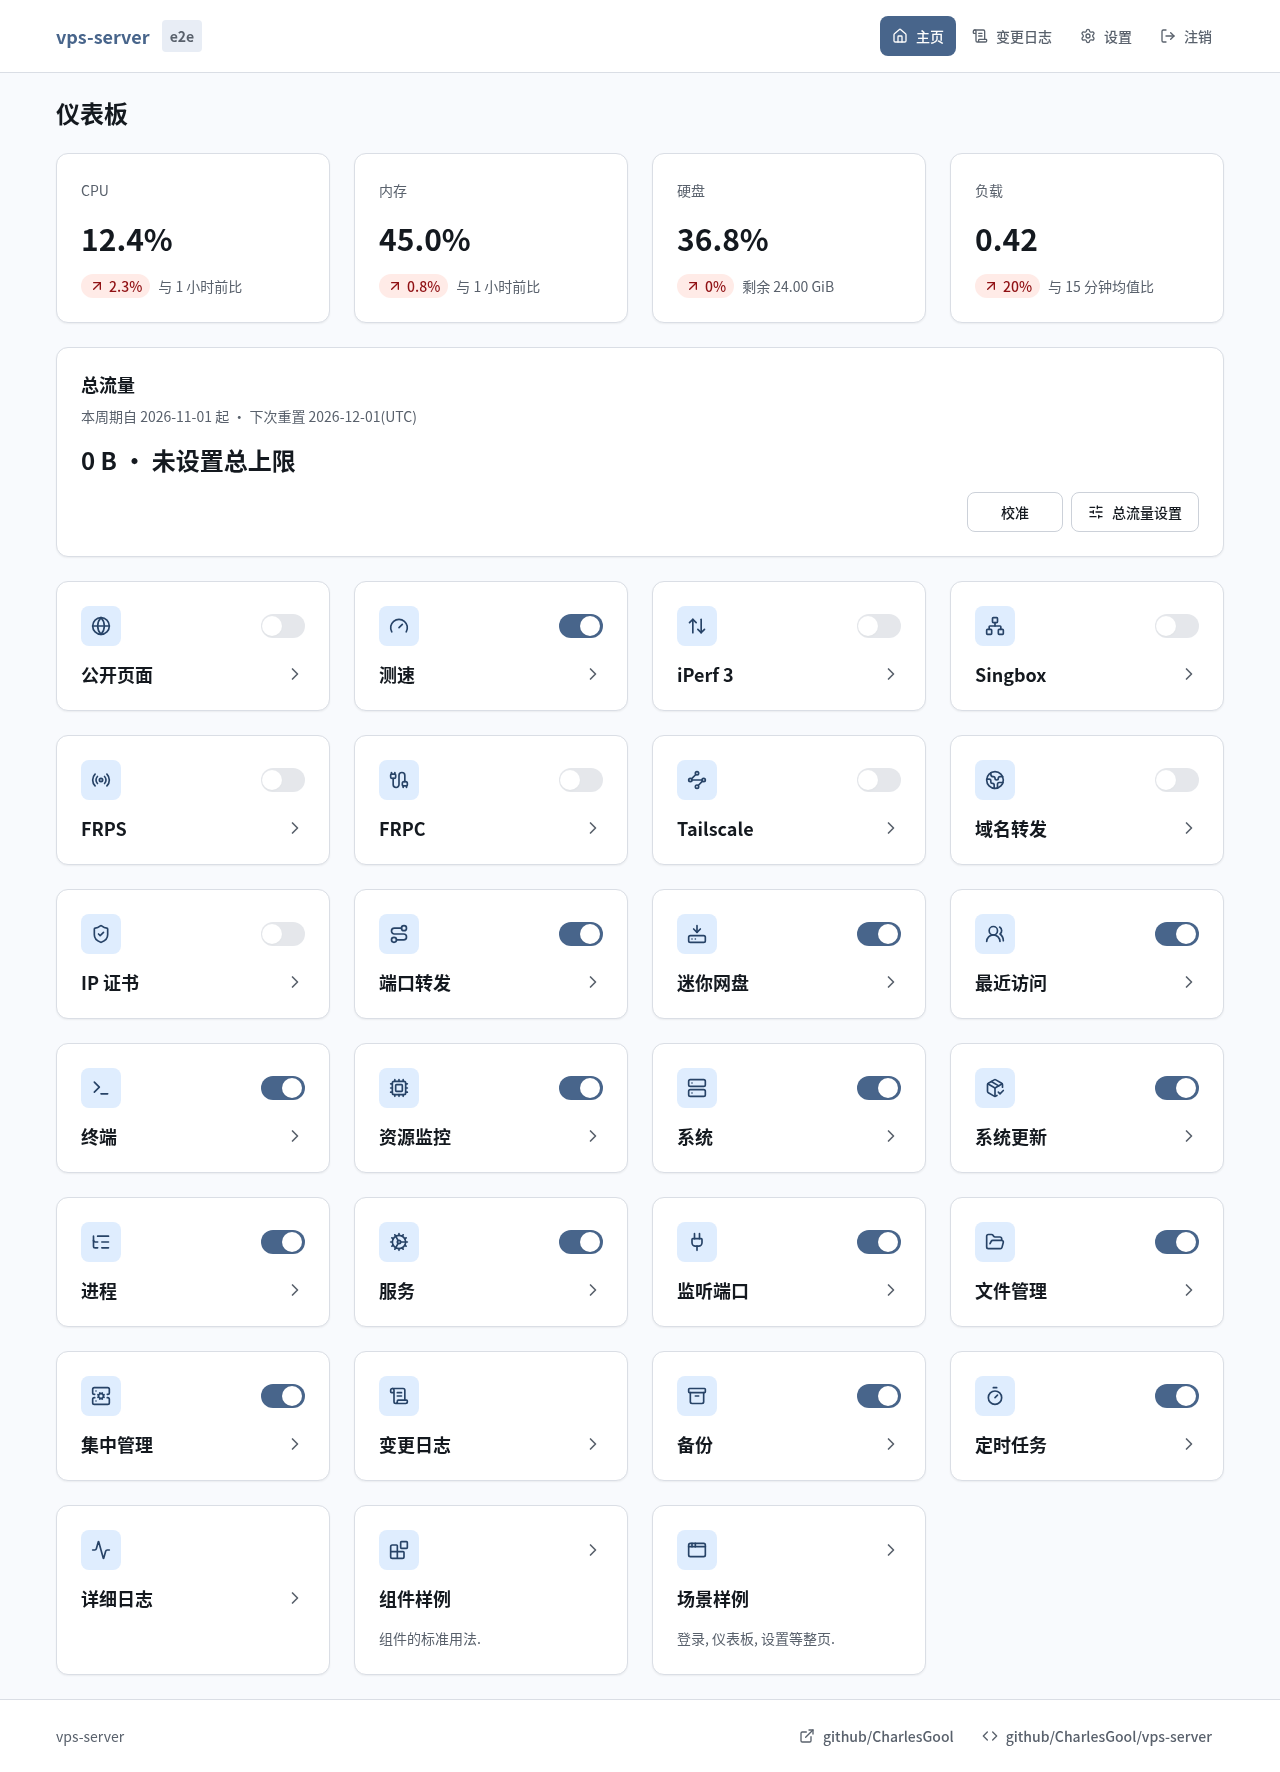 vps-server e2e 主页 变更日志 设置 注销
仪表板
CPU 内存 硬盘 负载
12.4% 45.0% 36.8% 0.42
2.3% 与 1 小时前比 0.8% 与 1 小时前比 0% 剩余 24.00 GiB 20% 与 15 分钟均值比
总流量
本周期自 2026-11-01 起 · 下次重置 2026-12-01(UTC)
0 B · 未设置总上限
校准 总流量设置
公开页面 测速 iPerf 3 Singbox
FRPS FRPC Tailscale 域名转发
IP 证书 端口转发 迷你网盘 最近访问
终端 资源监控 系统 系统更新
进程 服务 监听端口 文件管理
集中管理 变更日志 备份 定时任务
详细日志 组件样例 场景样例
组件的标准用法. 登录, 仪表板, 设置等整页.
vps-server github/CharlesGool github/CharlesGool/vps-server